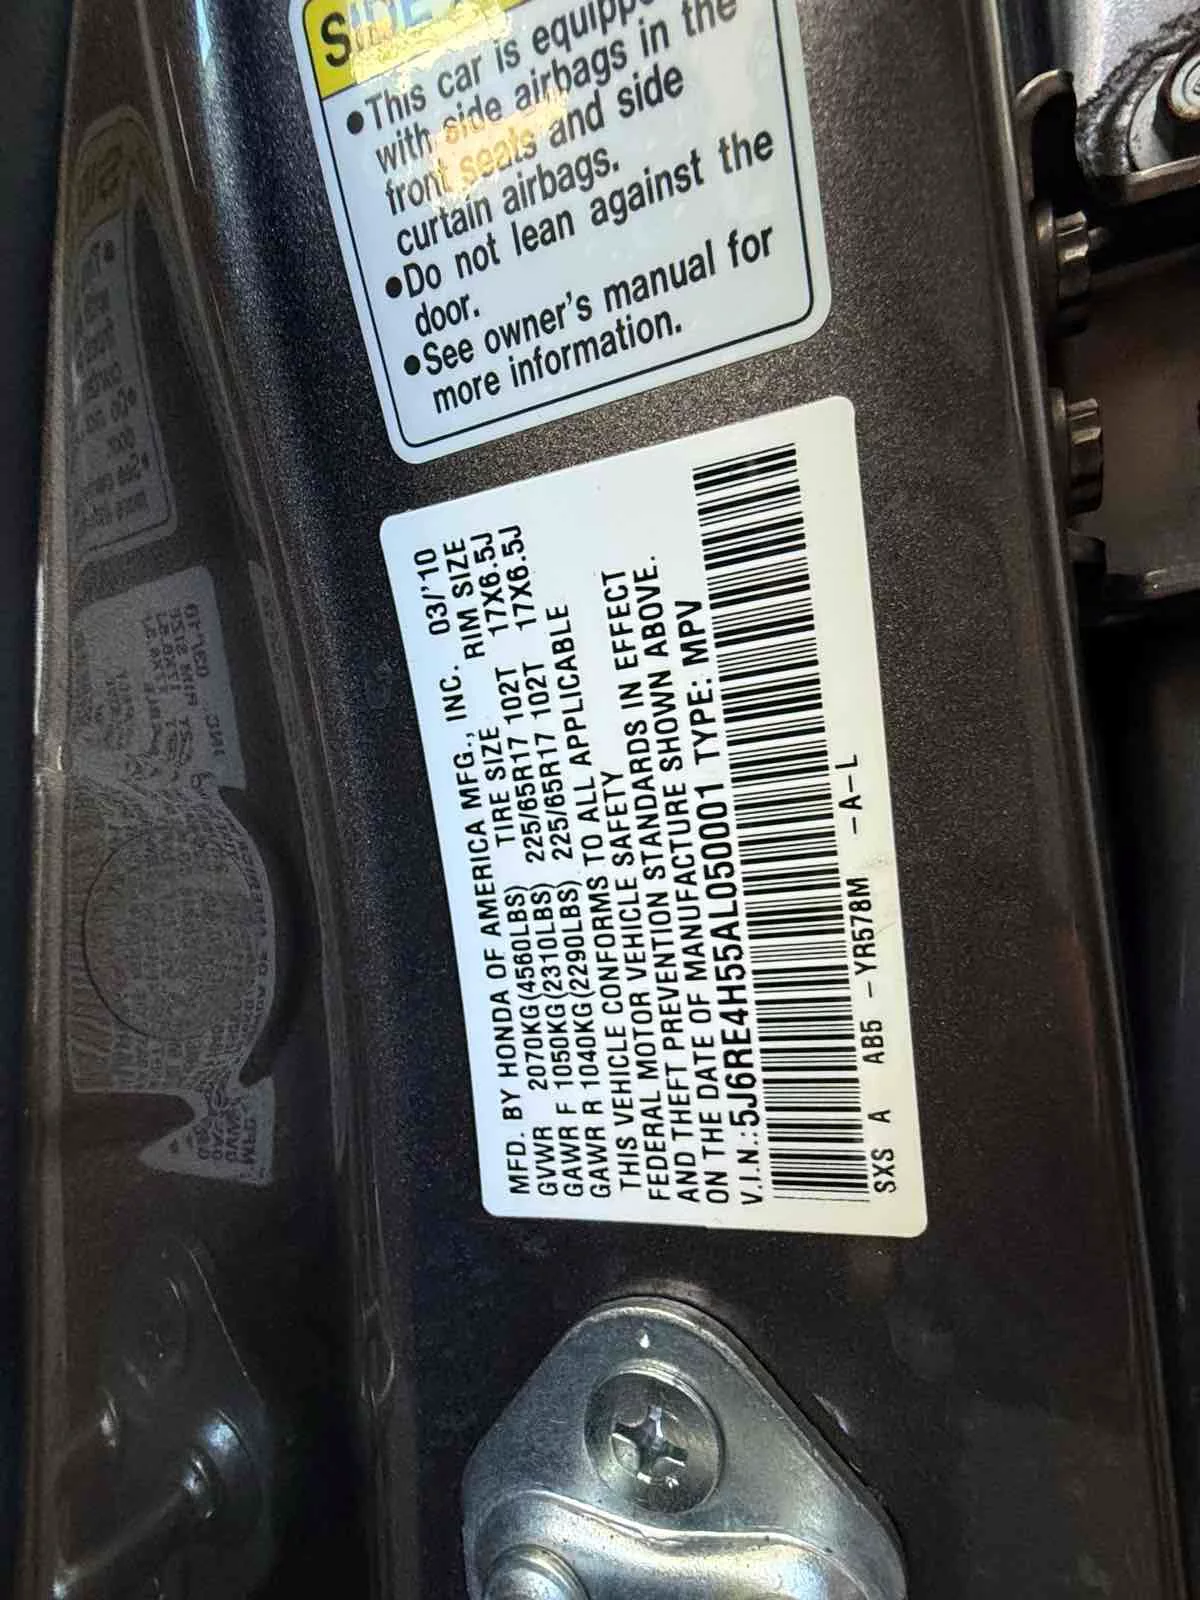 SIDE
•This car is equipp
with side airbags in the
front seats and side
curtain airbags.
•Do not lean against the
door.
•See owner's manual for
more information.
MFD. BY HONDA OF AMERICA MFG., INC. 03/'10
TIRE SIZE RIM SIZE
GVWR 2070KG(4560LBS) 225/65R17 102T 17X6.5J
GAWR F 1050KG(2310LBS) 225/65R17 102T 17X6.5J
GAWR R 1040KG(2290LBS)
THIS VEHICLE CONFORMS TO ALL APPLICABLE
FEDERAL MOTOR VEHICLE SAFETY
AND THEFT PREVENTION STANDARDS IN EFFECT
ON THE DATE OF MANUFACTURE SHOWN ABOVE.
V.I.N.:5J6RE4H55AL050001 TYPE: MPV
SXS A AB5 -YR578M -A-L